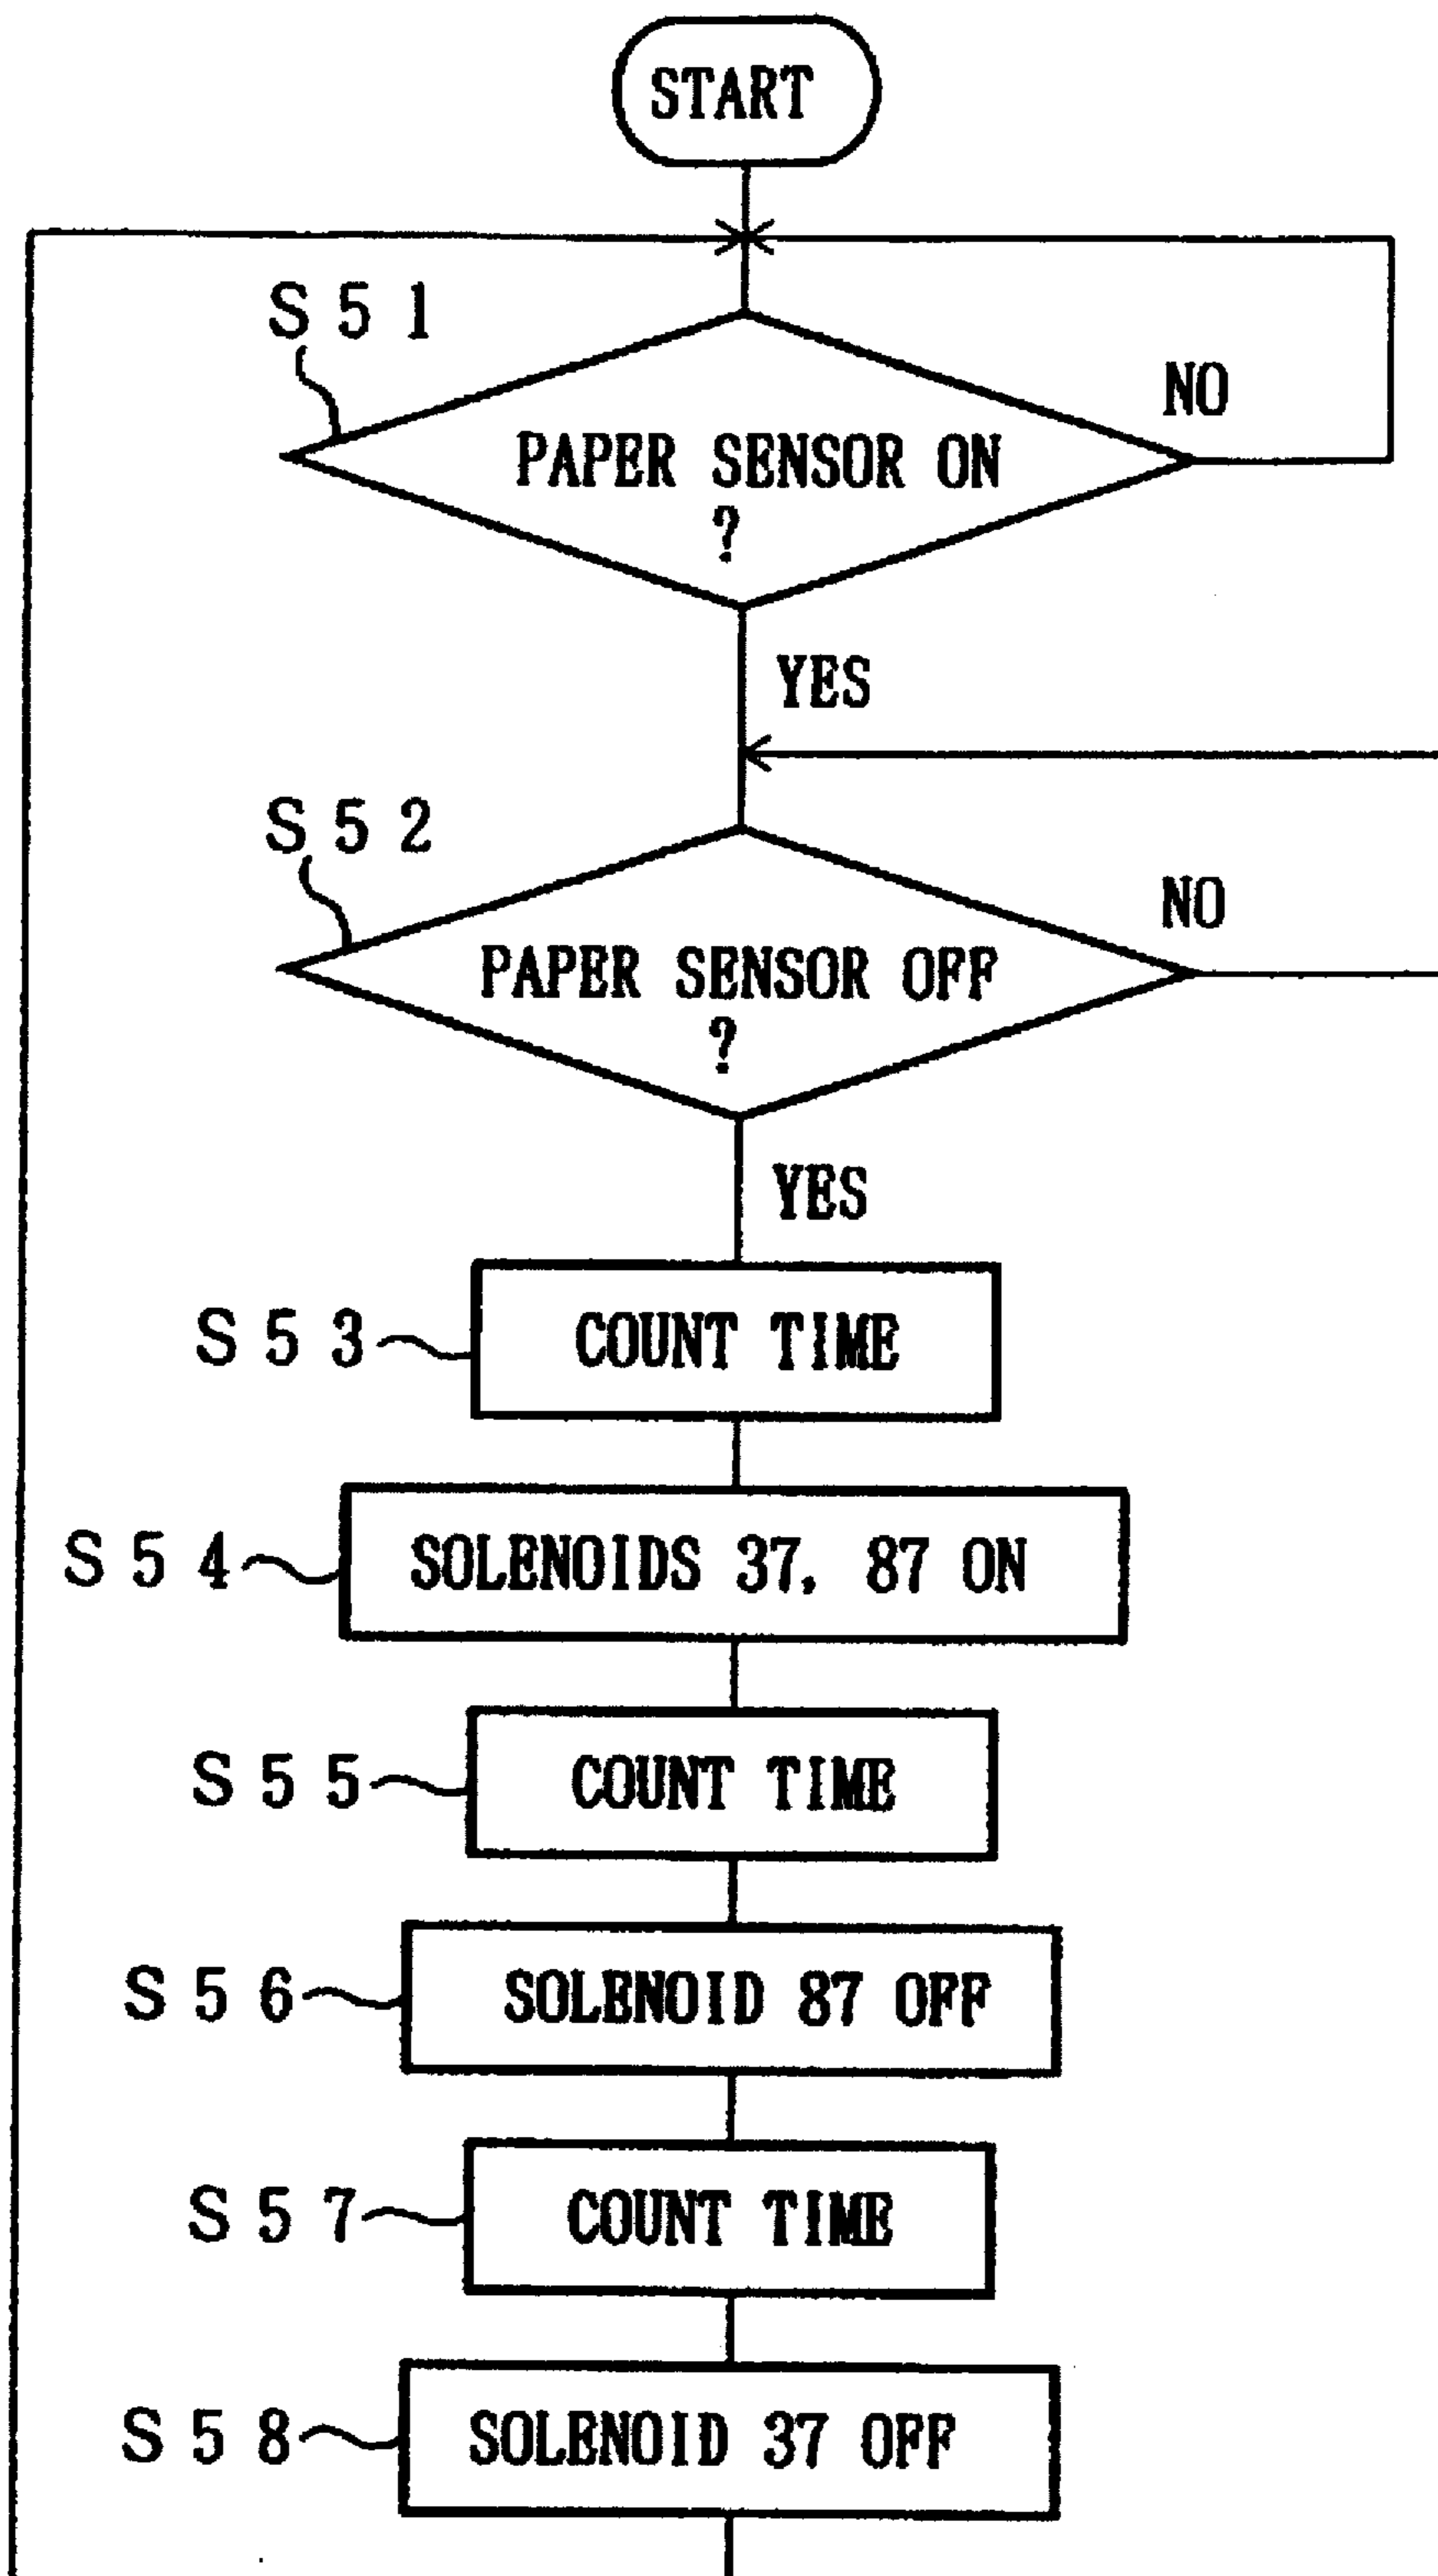 START
S51
NO
PAPER SENSOR ON
?
YES
S52
NO
PAPER SENSOR OFF
?
YES
S53
COUNT TIME
S54
SOLENOIDS 37, 87 ON
S55
COUNT TIME
S56
SOLENOID 87 OFF
S57
COUNT TIME
S58
SOLENOID 37 OFF